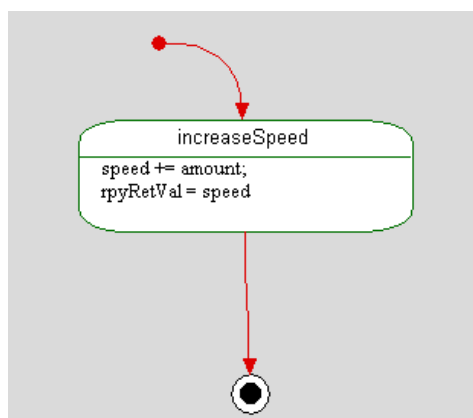 increaseSpeed
speed += amount;
rpyRetVal = speed